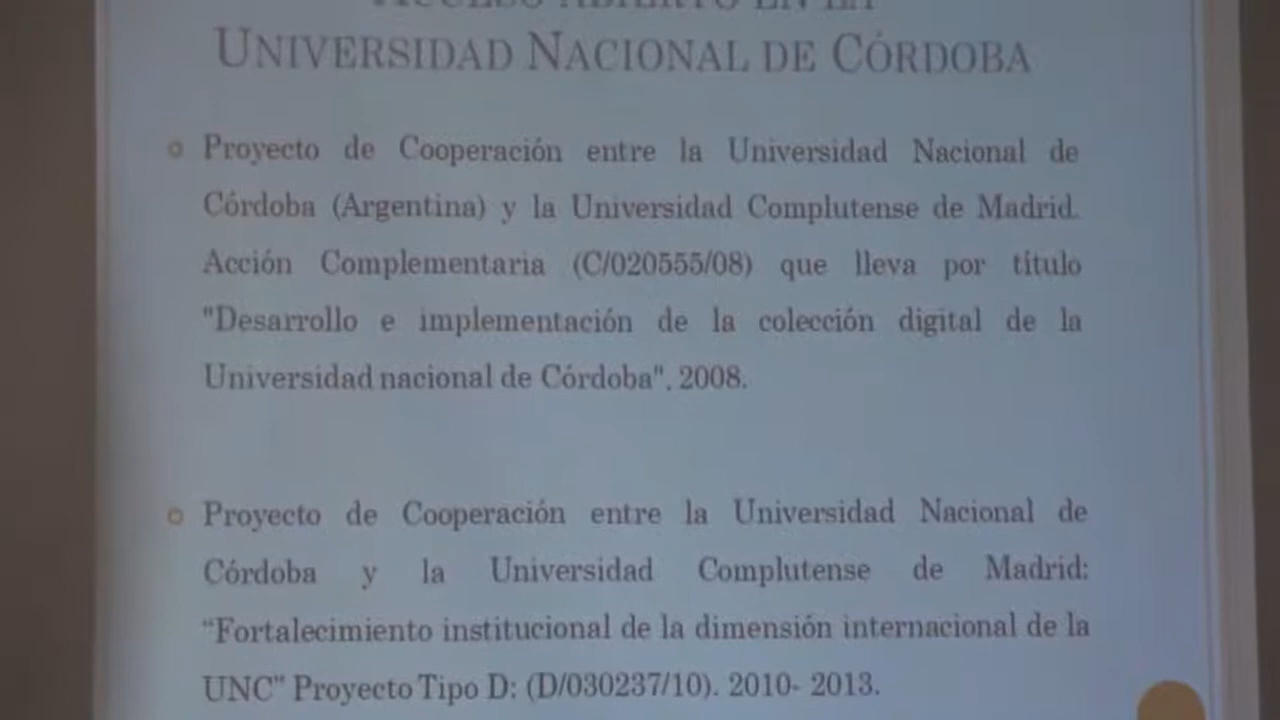 UNIVERSIDAD NACIONAL DE CÓRDOBA
Proyecto de Cooperación entre la Universidad Nacional de
Córdoba (Argentina) y la Universidad Complutense de Madrid.
Acción Complementaria (C/020555/08) que lleva por título
"Desarrollo e implementación de la colección digital de la
Universidad nacional de Córdoba", 2008.
Proyecto de Cooperación entre la Universidad Nacional de
Córdoba y la Universidad Complutense de Madrid:
“Fortalecimiento institucional de la dimensión internacional de la
UNC" Proyecto Tipo D: (D/030237/10). 2010- 2013.